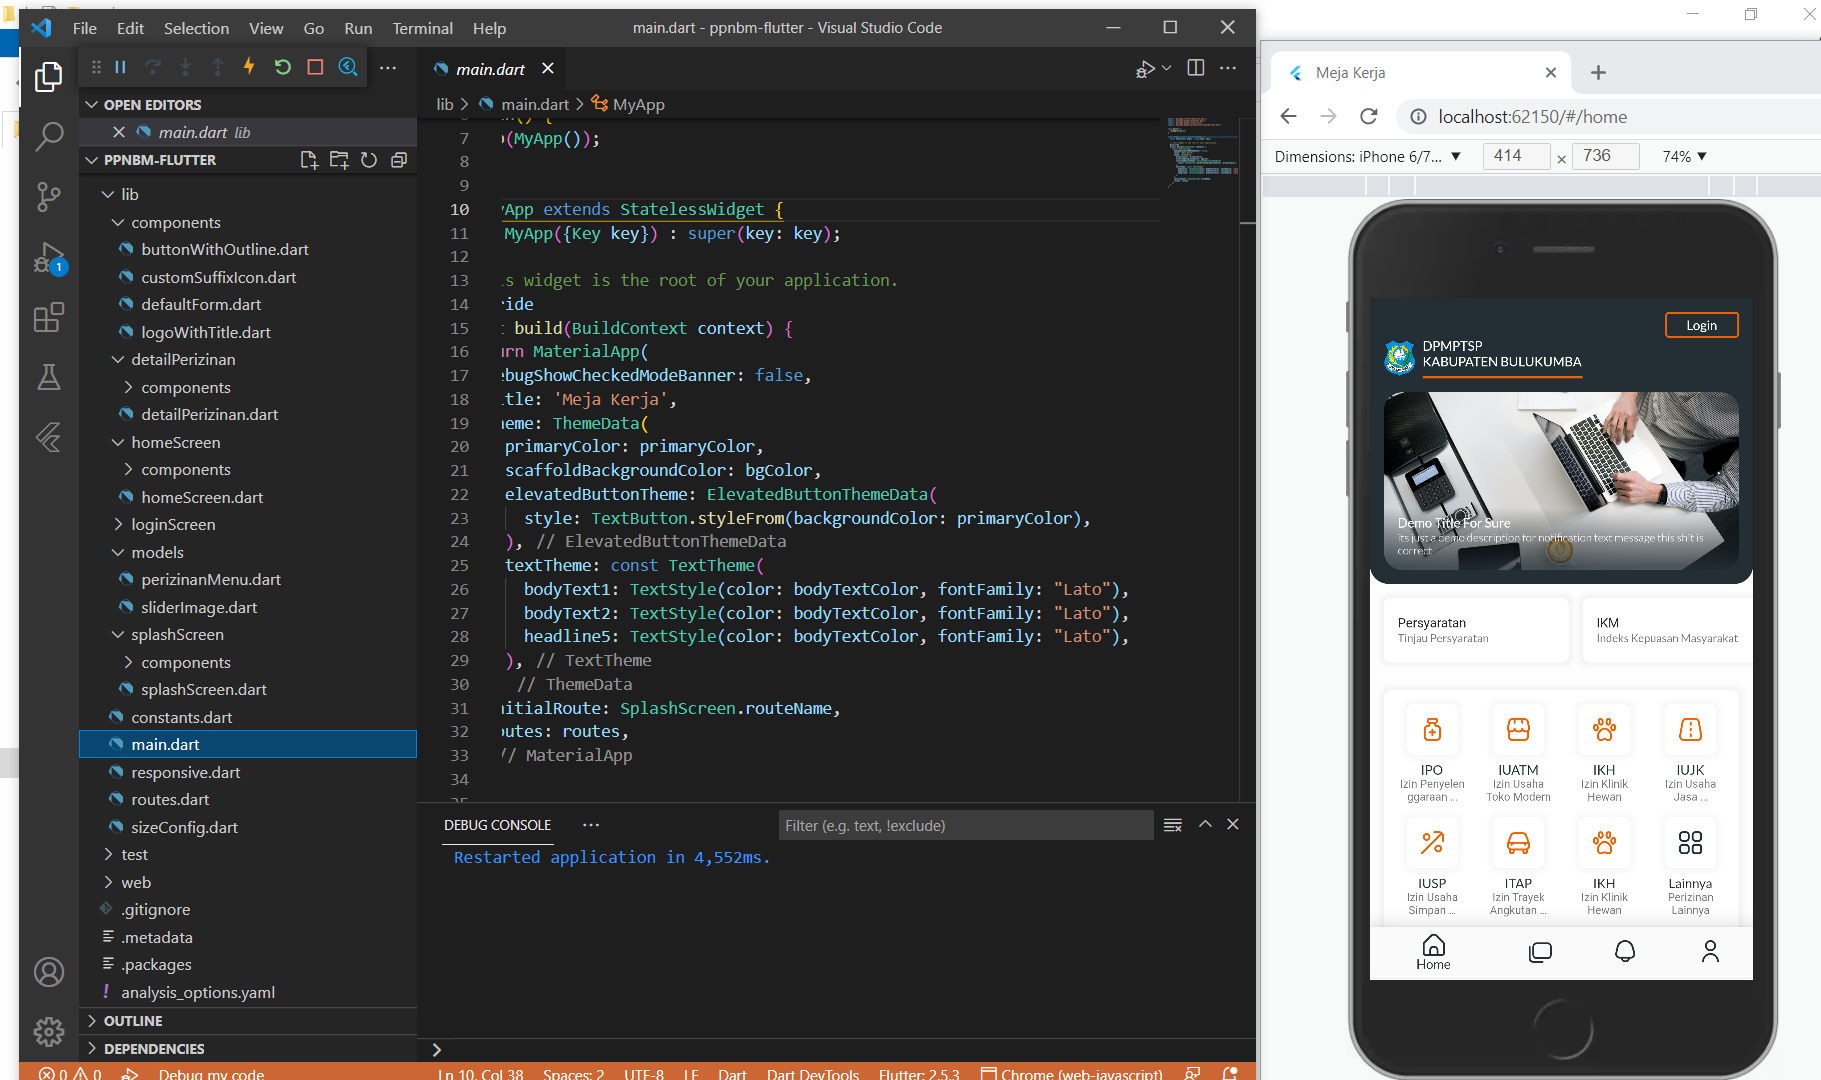 File Edit Selection View Go Run Terminal Help
main.dart - ppnbm-flutter - Visual Studio Code
OPEN EDITORS
main.dart lib
PPNBM-FLUTTER
lib
components
buttonWithOutline.dart
customSuffixIcon.dart
defaultForm.dart
logoWithTitle.dart
detailPerizinan
components
detailPerizinan.dart
homeScreen
components
homeScreen.dart
loginScreen
models
perizinanMenu.dart
sliderImage.dart
splashScreen
components
splashScreen.dart
constants.dart
main.dart
responsive.dart
routes.dart
sizeConfig.dart
test
web
.gitignore
.metadata
.packages
analysis_options.yaml
OUTLINE
DEPENDENCIES
1
main.dart
lib > main.dart > MyApp
7 (MyApp());
8
9
10 App extends StatelessWidget {
11 MyApp({Key key}) : super(key: key);
12
13 s widget is the root of your application.
14 ride
15 build(BuildContext context) {
16 urn MaterialApp(
17 ebugShowCheckedModeBanner: false,
18 tle: 'Meja Kerja',
19 eme: ThemeData(
20 primaryColor: primaryColor,
21 scaffoldBackgroundColor: bgColor,
22 elevatedButtonTheme: ElevatedButtonThemeData(
23 style: TextButton.styleFrom(backgroundColor: primaryColor),
24 ), // ElevatedButtonThemeData
25 textTheme: const TextTheme(
26 bodyText1: TextStyle(color: bodyTextColor, fontFamily: "Lato"),
27 bodyText2: TextStyle(color: bodyTextColor, fontFamily: "Lato"),
28 headline5: TextStyle(color: bodyTextColor, fontFamily: "Lato"),
29 ), // TextTheme
30 // ThemeData
31 nitialRoute: SplashScreen.routeName,
32 outes: routes,
33 // MaterialApp
34
DEBUG CONSOLE
Filter (e.g. text, !exclude)
Restarted application in 4,552ms.
0 0 Debug my code Ln 10, Col 38 Spaces: 2 UTF-8 LF Dart Dart DevTools Flutter: 2.5.3 Chrome (web-javascript)
Meja Kerja
localhost:62150/#/home
Dimensions: iPhone 6/7... 414 × 736 74%
Login
DPMPTSP
KABUPATEN BULUKUMBA
Demo Title For Sure
its just a demo description for notification text message this shit is
correct
Persyaratan
Tinjau Persyaratan
IKM
Indeks Kepuasan Masyarakat
IPO
Izin Penyelen
ggaraan ...
IUATM
Izin Usaha
Toko Modern
IKH
Izin Klinik
Hewan
IUJK
Izin Usaha
Jasa ...
IUSP
Izin Usaha
Simpan ...
ITAP
Izin Trayek
Angkutan ...
IKH
Izin Klinik
Hewan
Lainnya
Perizinan
Lainnya
Home